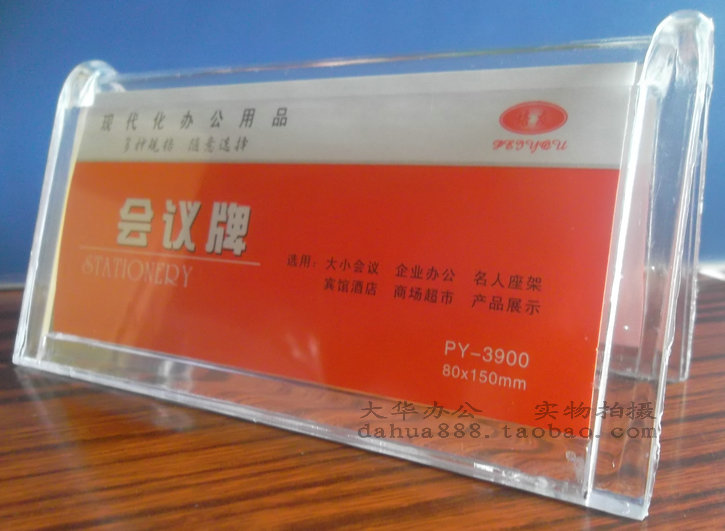 现代化办公用品
多种规格 随意选择
PEIYOU
会议牌
STATIONERY
选用：大小会议 企业办公 名人座架
宾馆酒店 商场超市 产品展示
PY-3900
80x150mm
大华办公 实物拍摄
dahua888.taobao.com